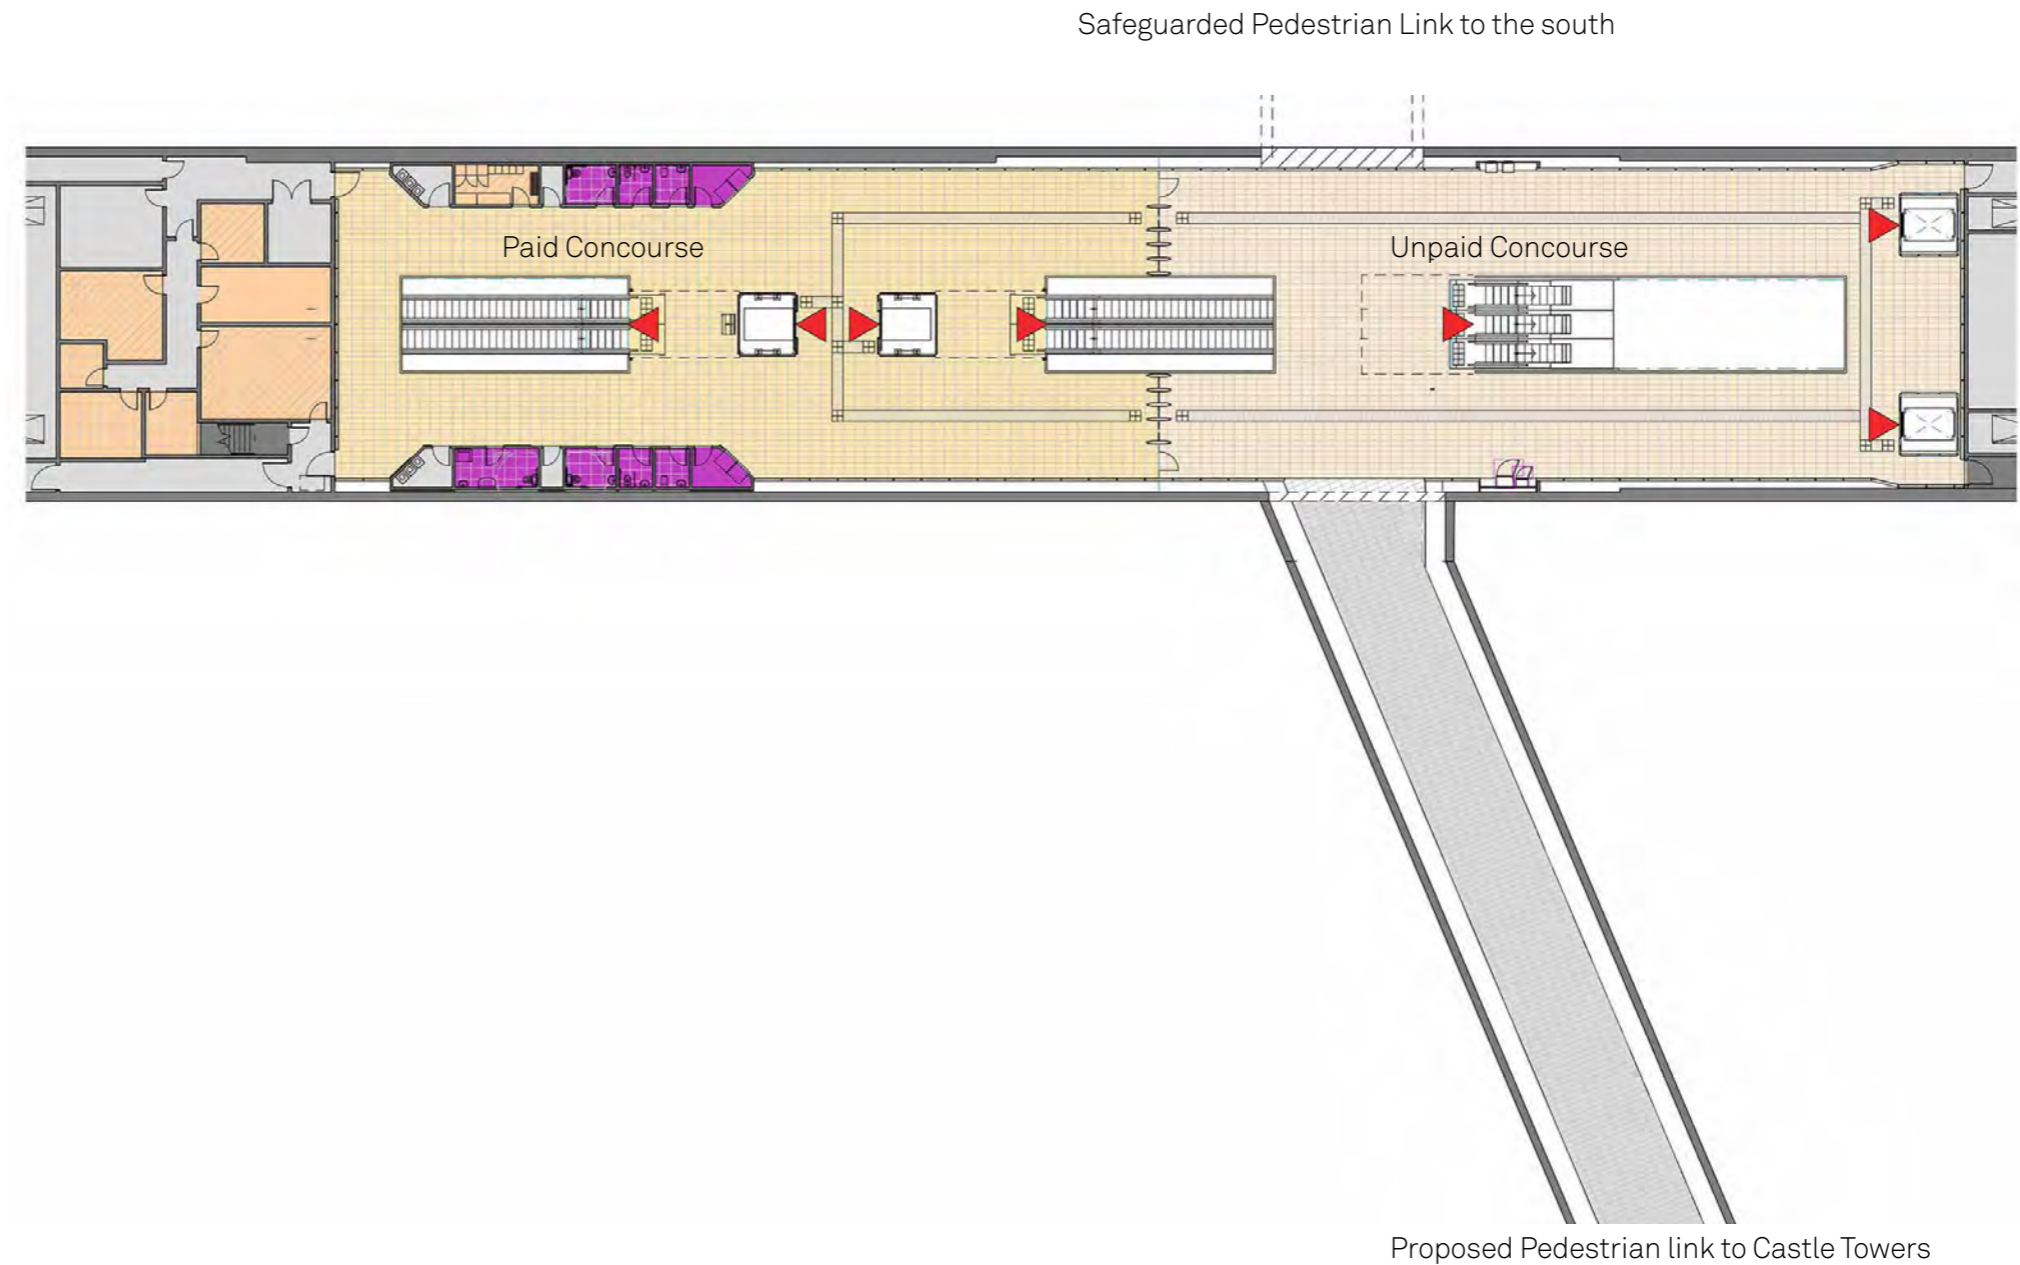 Safeguarded Pedestrian Link to the south
Paid Concourse
Unpaid Concourse
Proposed Pedestrian link to Castle Towers